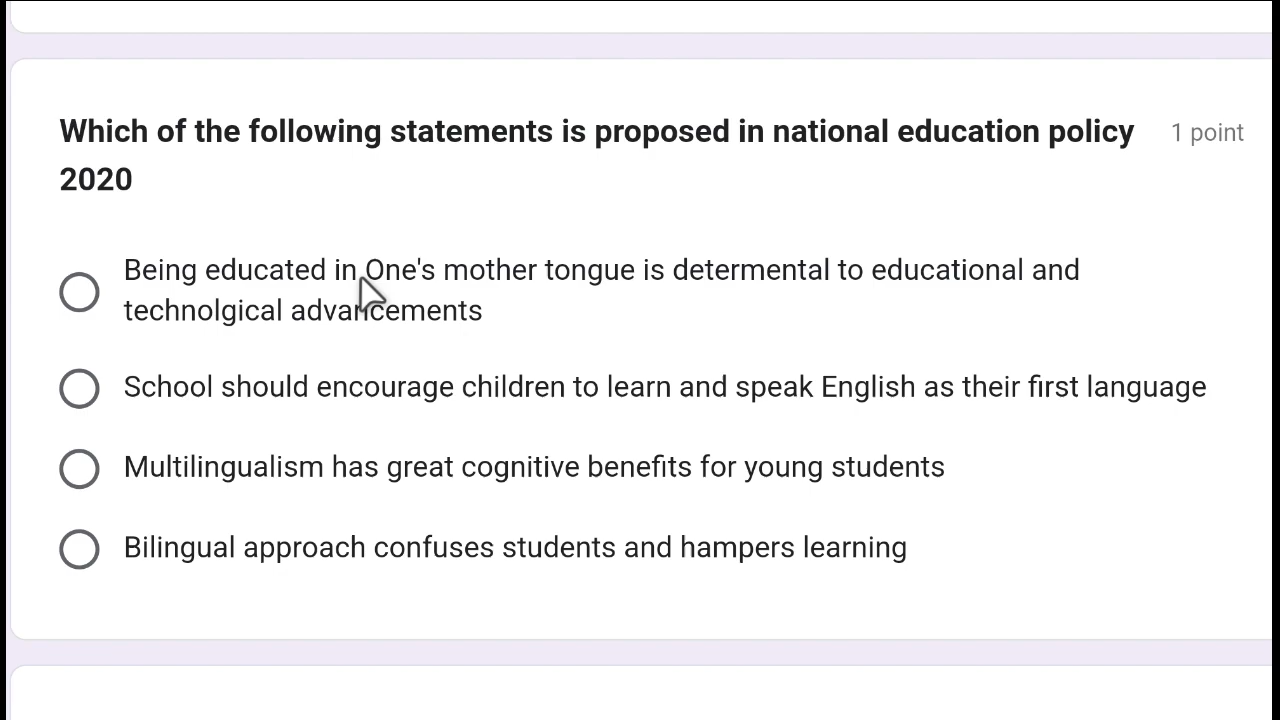 Which of the following statements is proposed in national education policy 1 point
2020
Being educated in One's mother tongue is determental to educational and
technolgical advancements
School should encourage children to learn and speak English as their first language
Multilingualism has great cognitive benefits for young students
Bilingual approach confuses students and hampers learning